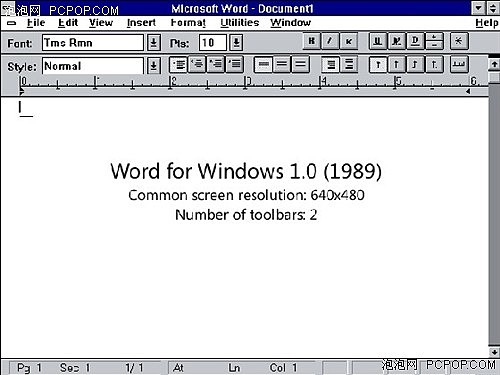 泡泡网 PCPOP.COM
Microsoft Word - Document1
File Edit View Insert Format Utilities Window Help
Font: Tms Rmn Pts: 10 B I K U W D
Style: Normal
0 1 2 3 4 5 6
Word for Windows 1.0 (1989)
Common screen resolution: 640x480
Number of toolbars: 2
Pg 1 Sec 1 1/1 At Ln Col 1
泡泡网 PCPOP.COM